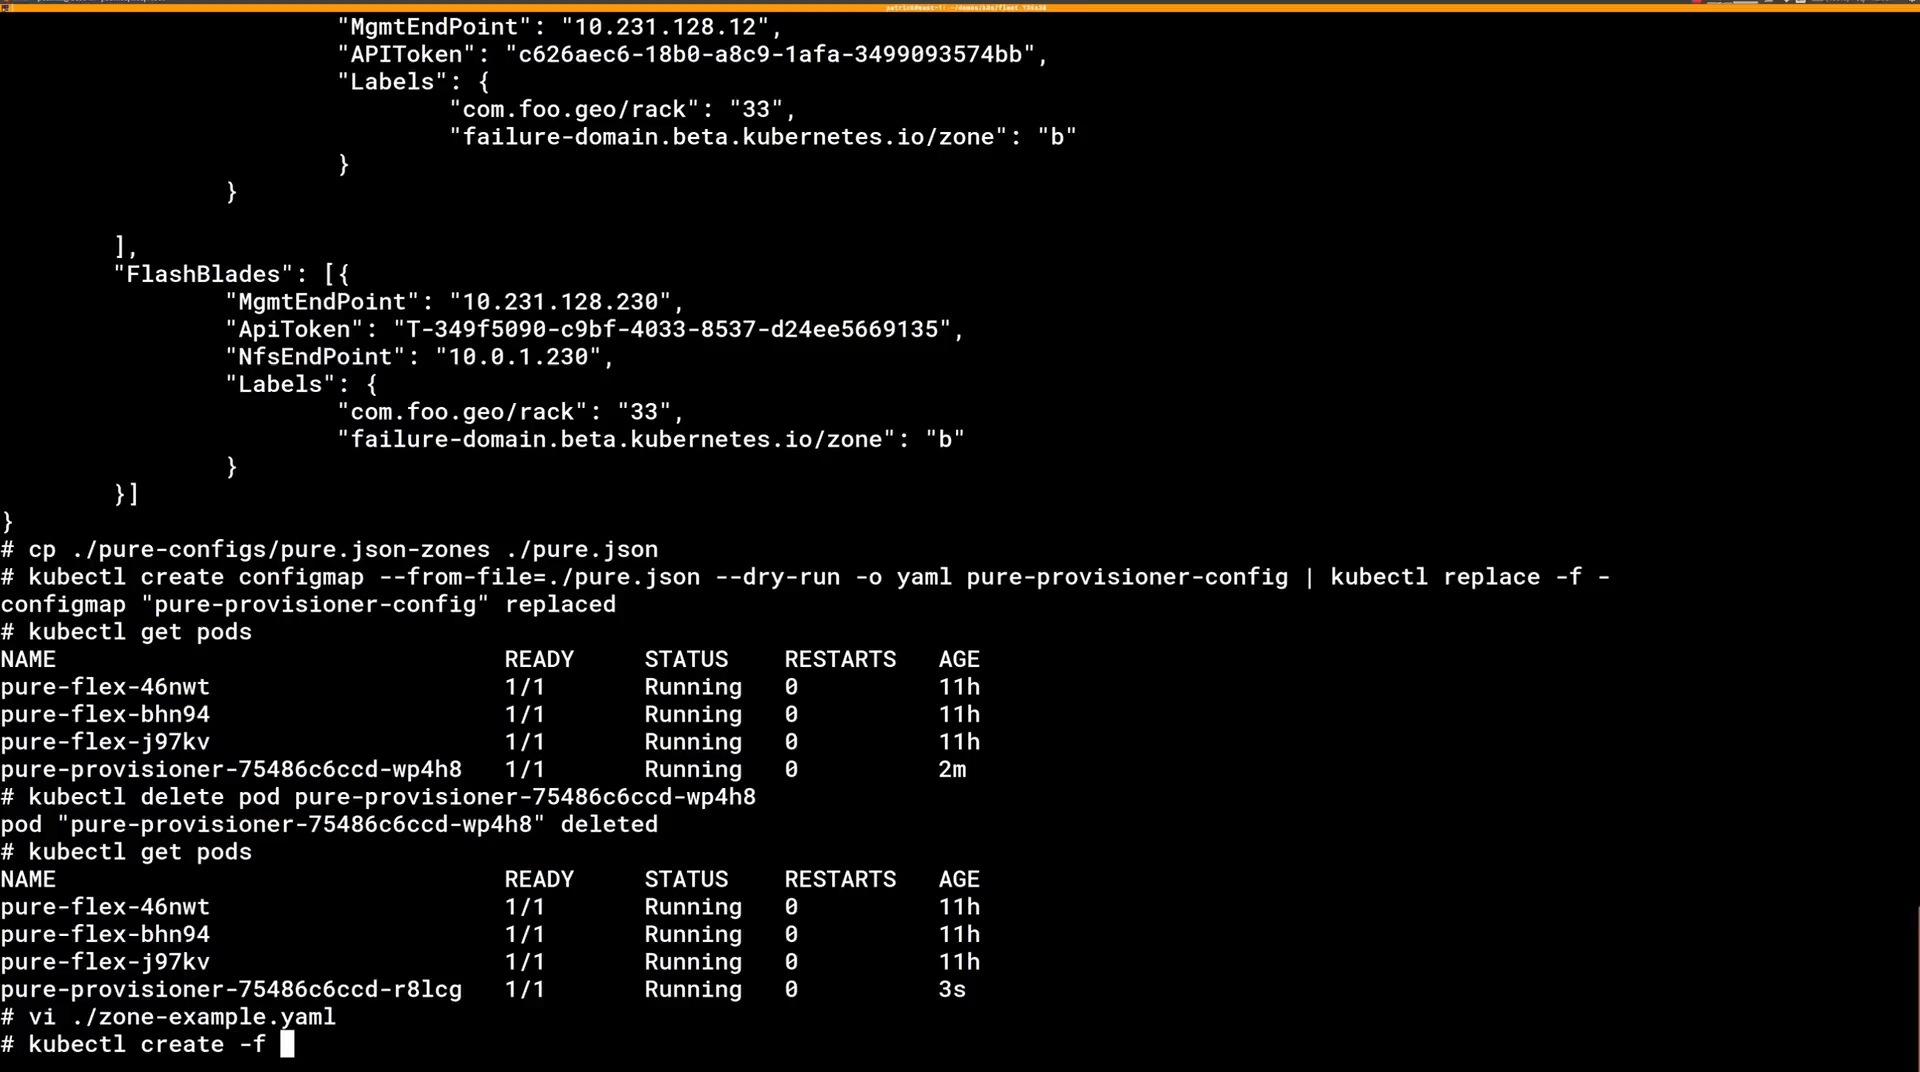 "MgmtEndPoint": "10.231.128.12",
"APIToken": "c626aec6-18b0-a8c9-1afa-3499093574bb",
"Labels": {
"com.foo.geo/rack": "33",
"failure-domain.beta.kubernetes.io/zone": "b"
}
}
],
"FlashBlades": [{
"MgmtEndPoint": "10.231.128.230",
"ApiToken": "T-349f5090-c9bf-4033-8537-d24ee5669135",
"NfsEndPoint": "10.0.1.230",
"Labels": {
"com.foo.geo/rack": "33",
"failure-domain.beta.kubernetes.io/zone": "b"
}
}]
}
# cp ./pure-configs/pure.json-zones ./pure.json
# kubectl create configmap --from-file=./pure.json --dry-run -o yaml pure-provisioner-config | kubectl replace -f -
configmap "pure-provisioner-config" replaced
# kubectl get pods
NAME READY STATUS RESTARTS AGE
pure-flex-46nwt 1/1 Running 0 11h
pure-flex-bhn94 1/1 Running 0 11h
pure-flex-j97kv 1/1 Running 0 11h
pure-provisioner-75486c6ccd-wp4h8 1/1 Running 0 2m
# kubectl delete pod pure-provisioner-75486c6ccd-wp4h8
pod "pure-provisioner-75486c6ccd-wp4h8" deleted
# kubectl get pods
NAME READY STATUS RESTARTS AGE
pure-flex-46nwt 1/1 Running 0 11h
pure-flex-bhn94 1/1 Running 0 11h
pure-flex-j97kv 1/1 Running 0 11h
pure-provisioner-75486c6ccd-r8lcg 1/1 Running 0 3s
# vi ./zone-example.yaml
# kubectl create -f